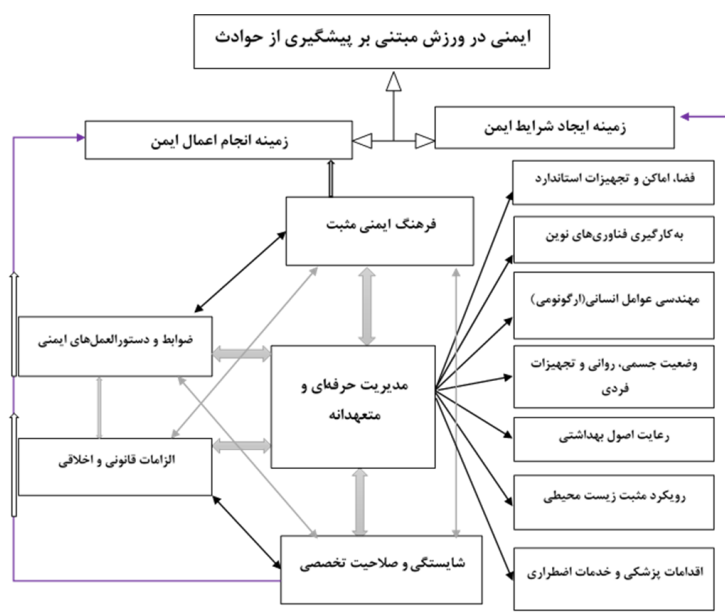 ایمنی در ورزش مبتنی بر پیشگیری از حوادث
زمینه ایجاد شرایط ایمن
زمینه انجام اعمال ایمن
فضا، اماکن و تجهیزات استاندارد
فرهنگ ایمنی مثبت
به‌کارگیری فناوری‌های نوین
مهندسی عوامل انسانی(ارگونومی)
ضوابط و دستورالعمل‌های ایمنی
وضعیت جسمی، روانی و تجهیزات
فردی
مدیریت حرفه‌ای و
متعهدانه
رعایت اصول بهداشتی
الزامات قانونی و اخلاقی
رویکرد مثبت زیست محیطی
اقدامات پزشکی و خدمات اضطراری
شایستگی و صلاحیت تخصصی